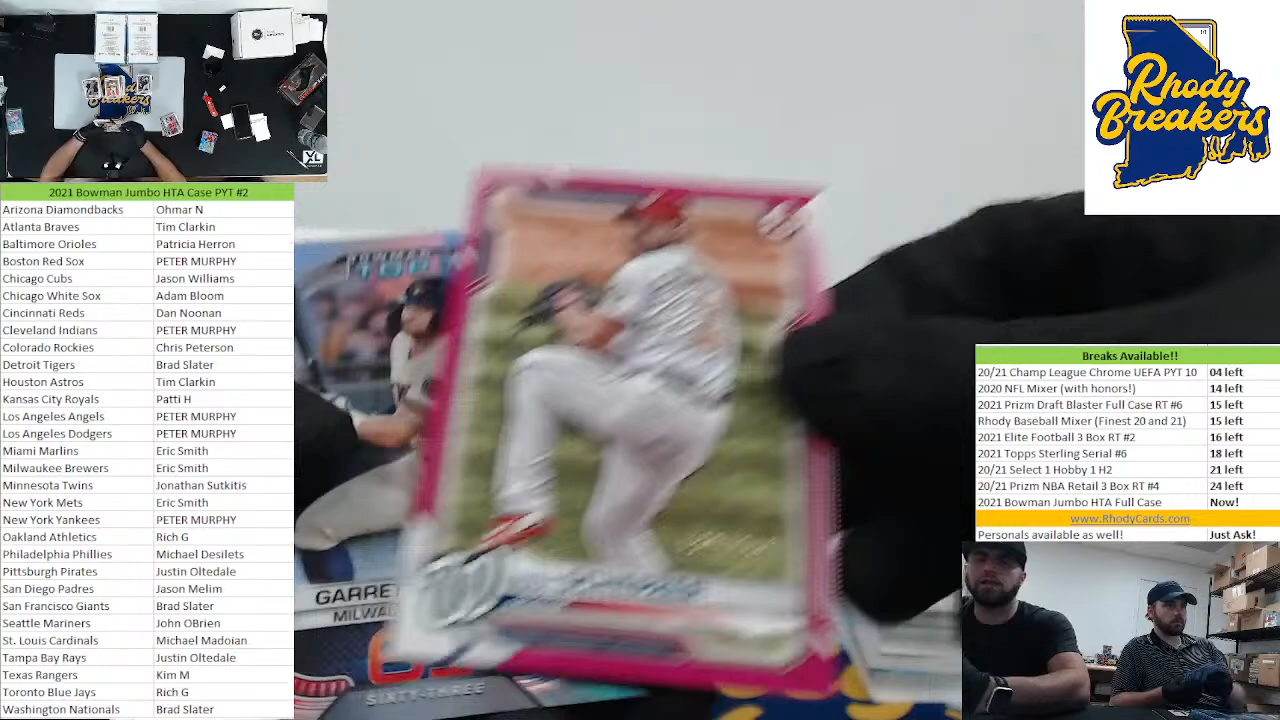 Rhody
Breakers
XL
2021 Bowman Jumbo HTA Case PYT #2
Arizona Diamondbacks Ohmar N
Atlanta Braves Tim Clarkin
Baltimore Orioles Patricia Herron
Boston Red Sox PETER MURPHY
Chicago Cubs Jason Williams
Chicago White Sox Adam Bloom
Cincinnati Reds Dan Noonan
Cleveland Indians PETER MURPHY
Colorado Rockies Chris Peterson
Detroit Tigers Brad Slater
Houston Astros Tim Clarkin
Kansas City Royals Patti H
Los Angeles Angels PETER MURPHY
Los Angeles Dodgers PETER MURPHY
Miami Marlins Eric Smith
Milwaukee Brewers Eric Smith
Minnesota Twins Jonathan Sutkitis
New York Mets Eric Smith
New York Yankees PETER MURPHY
Oakland Athletics Rich G
Philadelphia Phillies Michael Desilets
Pittsburgh Pirates Justin Oltedale
San Diego Padres Jason Melim
San Francisco Giants Brad Slater
Seattle Mariners John OBrien
St. Louis Cardinals Michael Madoian
Tampa Bay Rays Justin Oltedale
Texas Rangers Kim M
Toronto Blue Jays Rich G
Washington Nationals Brad Slater
GARRE
MILWA
SIXTY-THREE
Rhody
Breakers
Breaks Available!!
20/21 Champ League Chrome UEFA PYT 10 04 left
2020 NFL Mixer (with honors!) 14 left
2021 Prizm Draft Blaster Full Case RT #6 15 left
Rhody Baseball Mixer (Finest 20 and 21) 15 left
2021 Elite Football 3 Box RT #2 16 left
2021 Topps Sterling Serial #6 18 left
20/21 Select 1 Hobby 1 H2 21 left
20/21 Prizm NBA Retail 3 Box RT #4 24 left
2021 Bowman Jumbo HTA Full Case Now!
www.RhodyCards.com
Personals available as well! Just Ask!